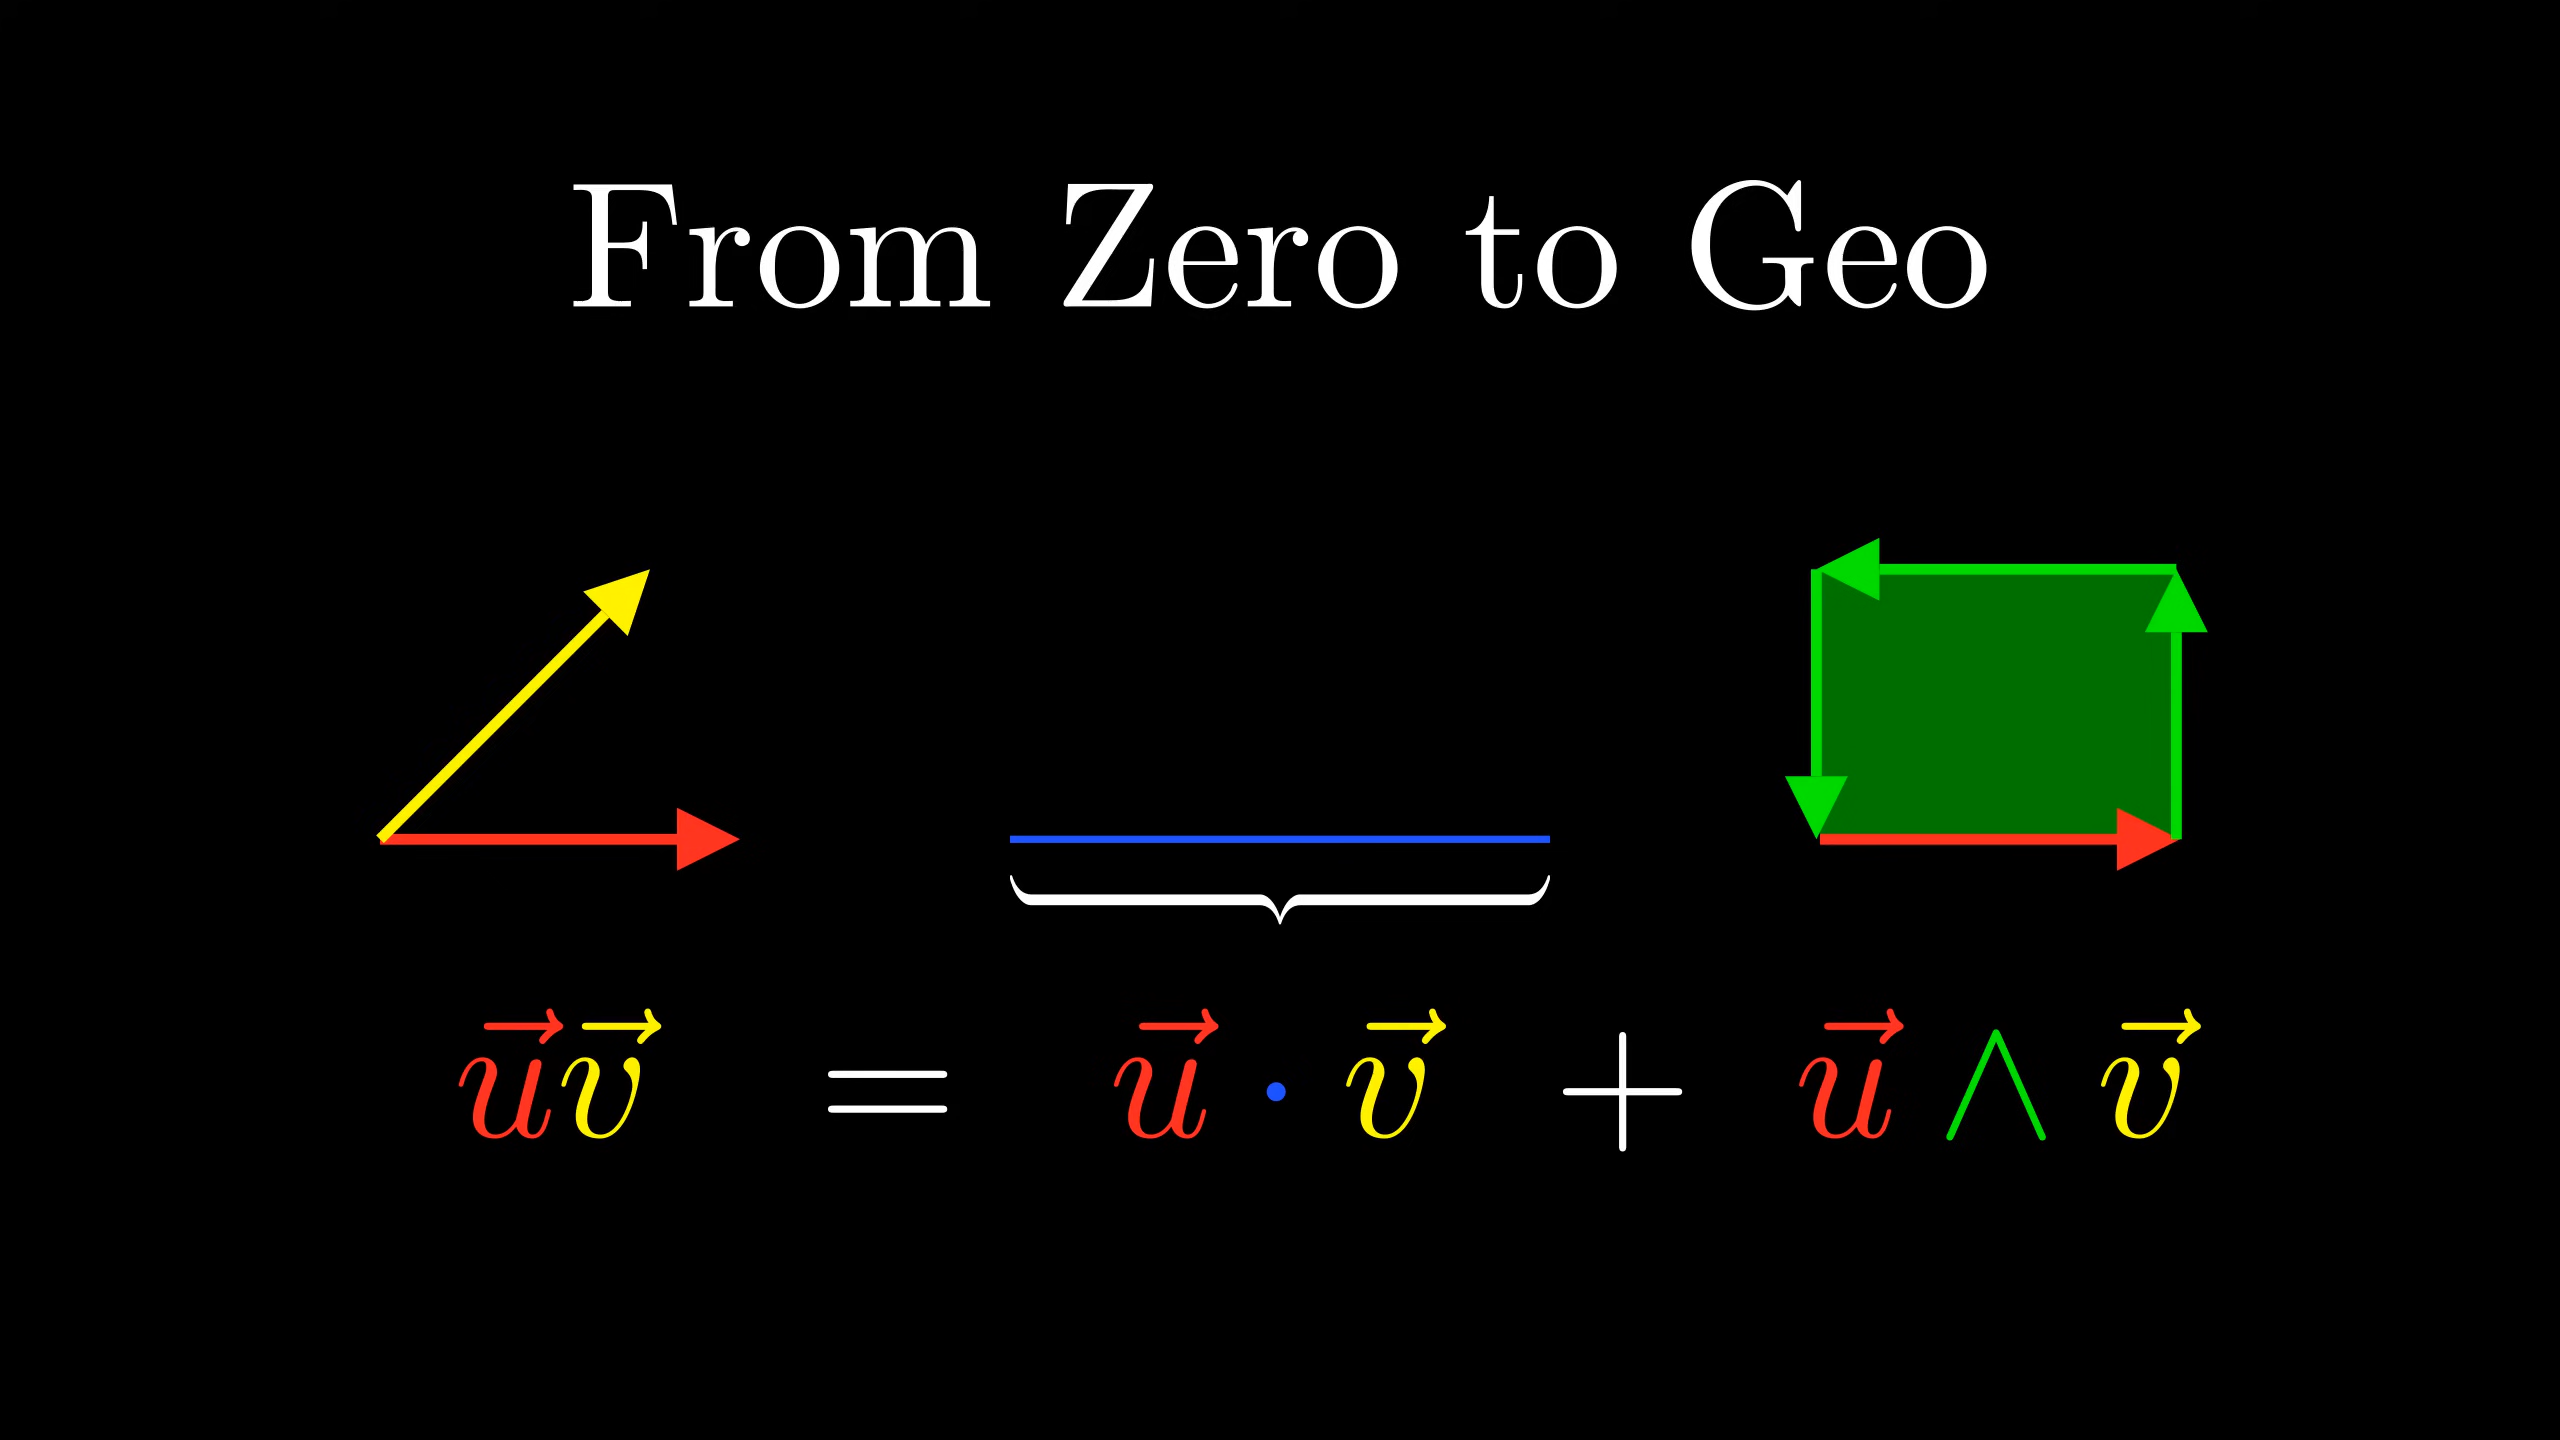 From Zero to Geo
u⃗v⃗ = u⃗ · v⃗ + u⃗ ∧ v⃗